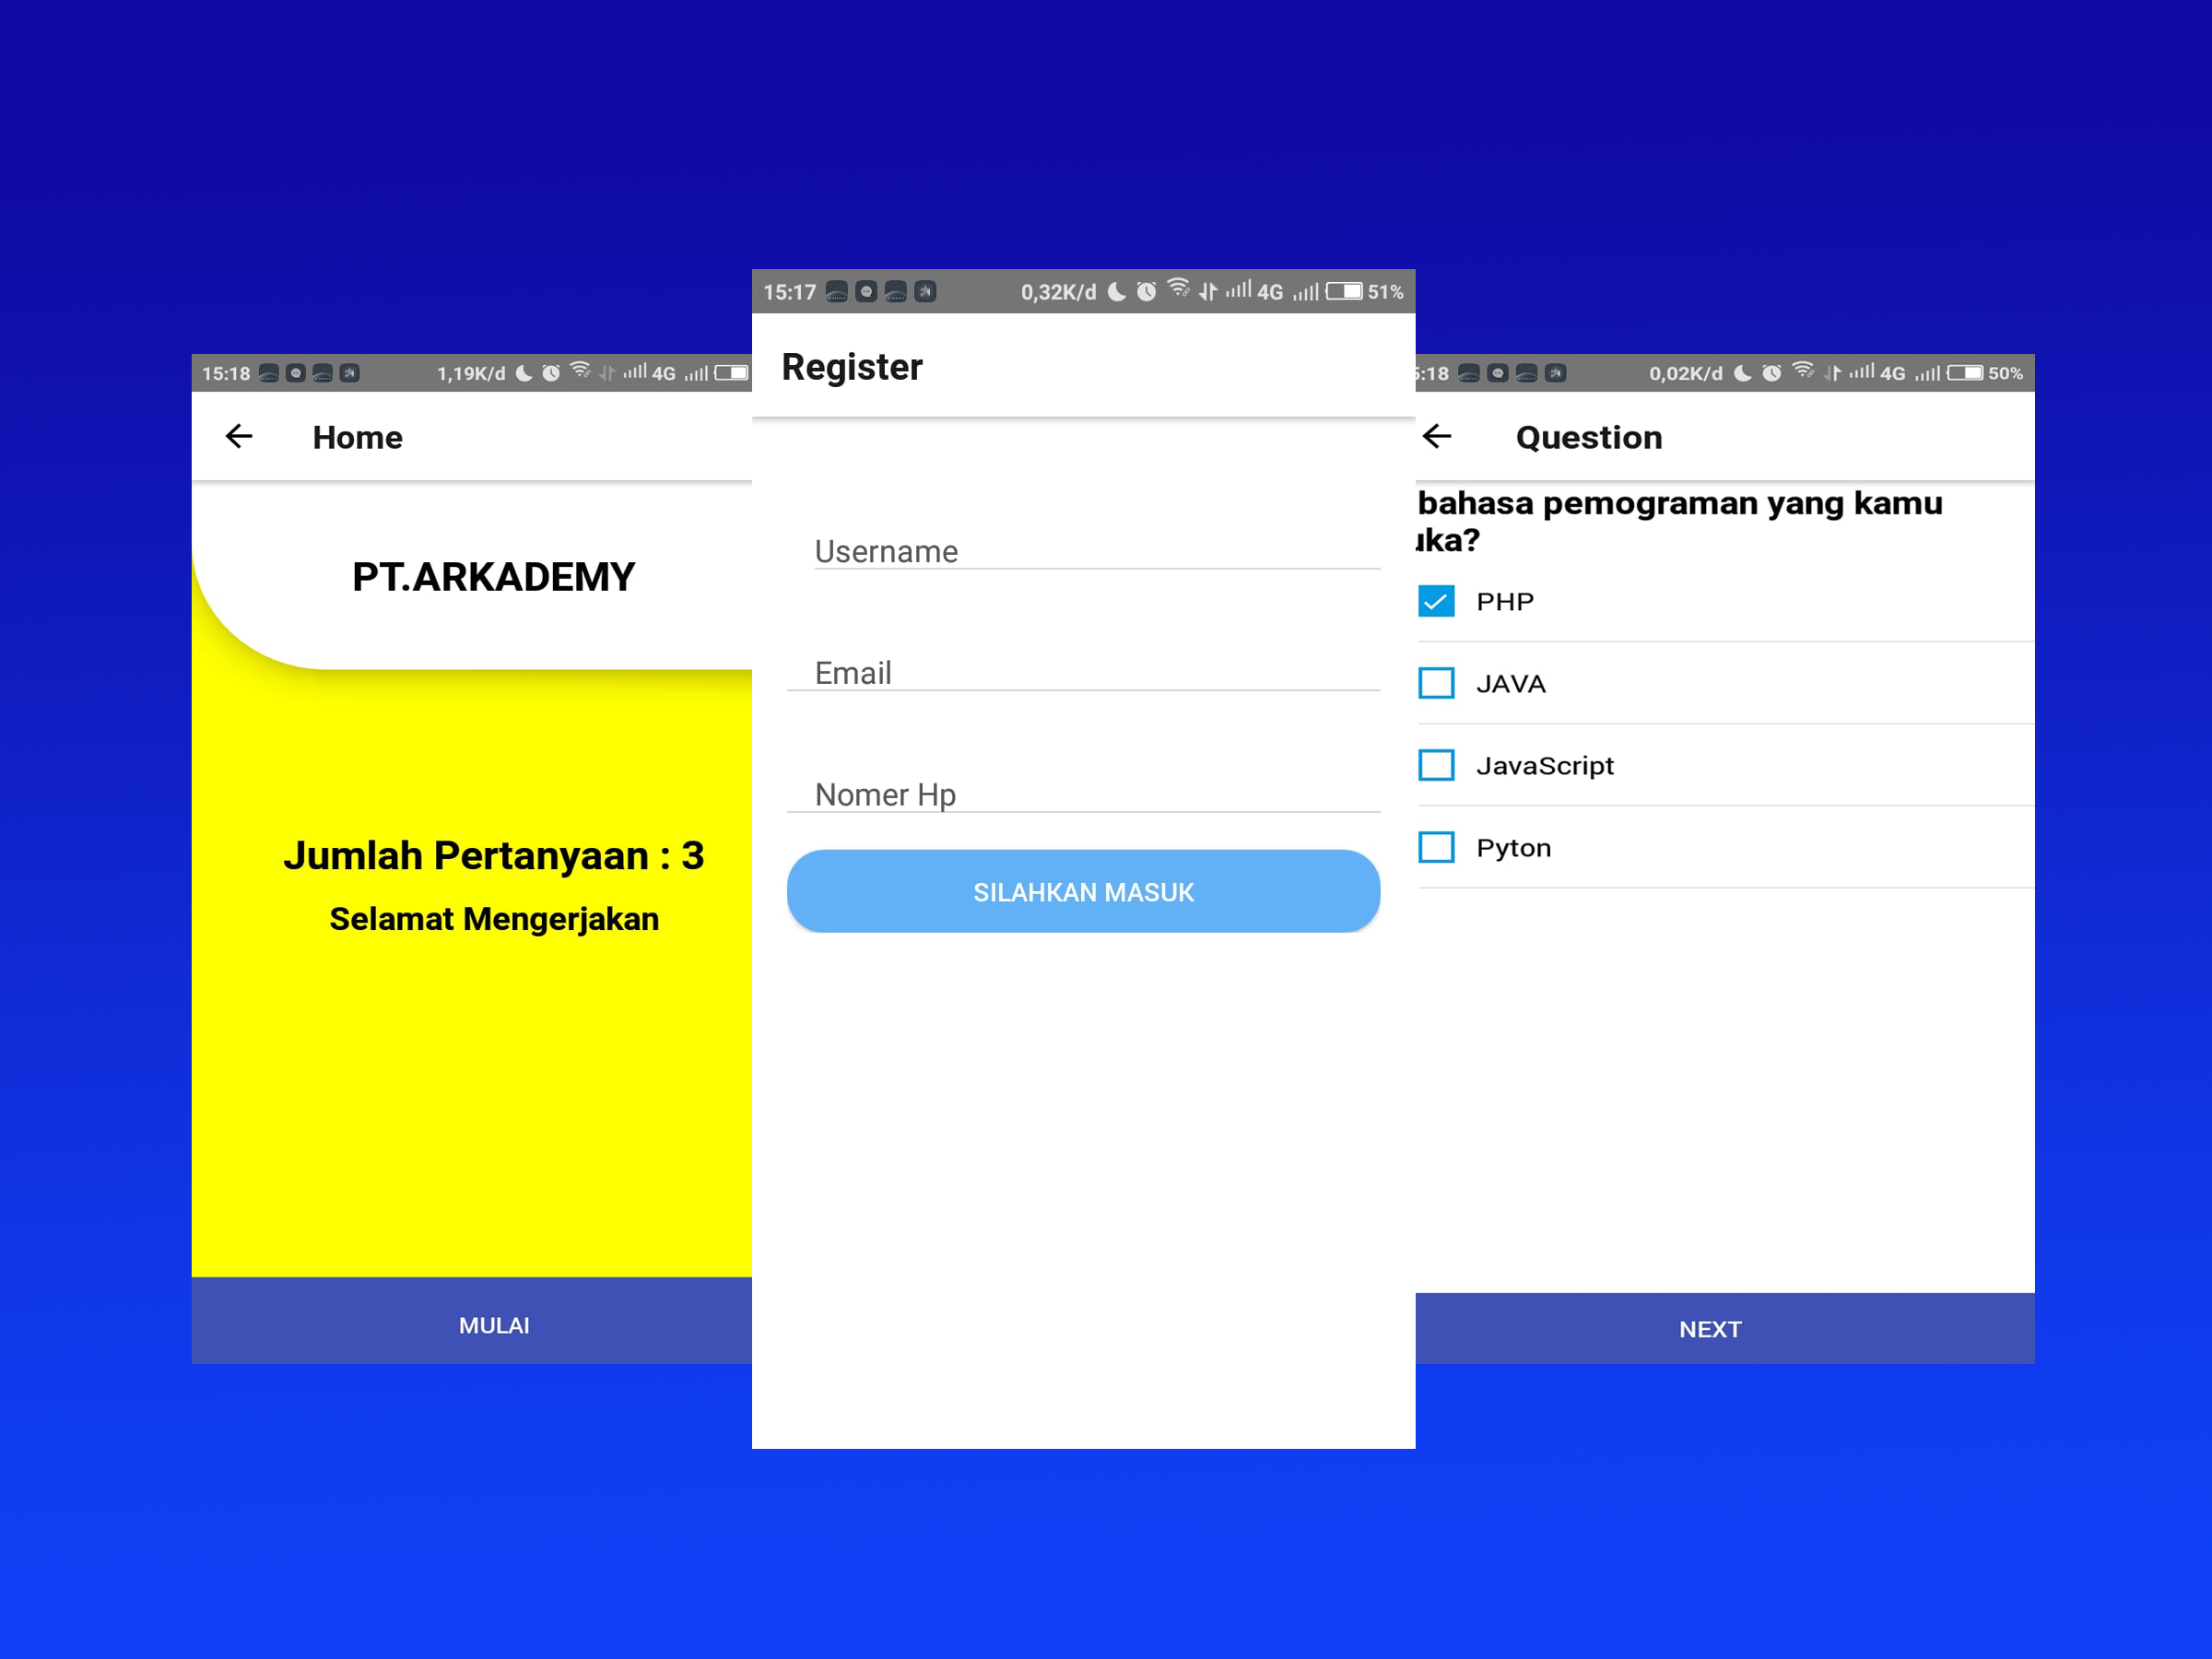 15:18 1,19K/d 4G
Home
PT.ARKADEMY
Jumlah Pertanyaan : 3
Selamat Mengerjakan
MULAI
15:17 0,32K/d 4G 51%
Register
Username
Email
Nomer Hp
SILAHKAN MASUK
:18 0,02K/d 4G 50%
Question
bahasa pemograman yang kamu
uka?
PHP
JAVA
JavaScript
Pyton
NEXT